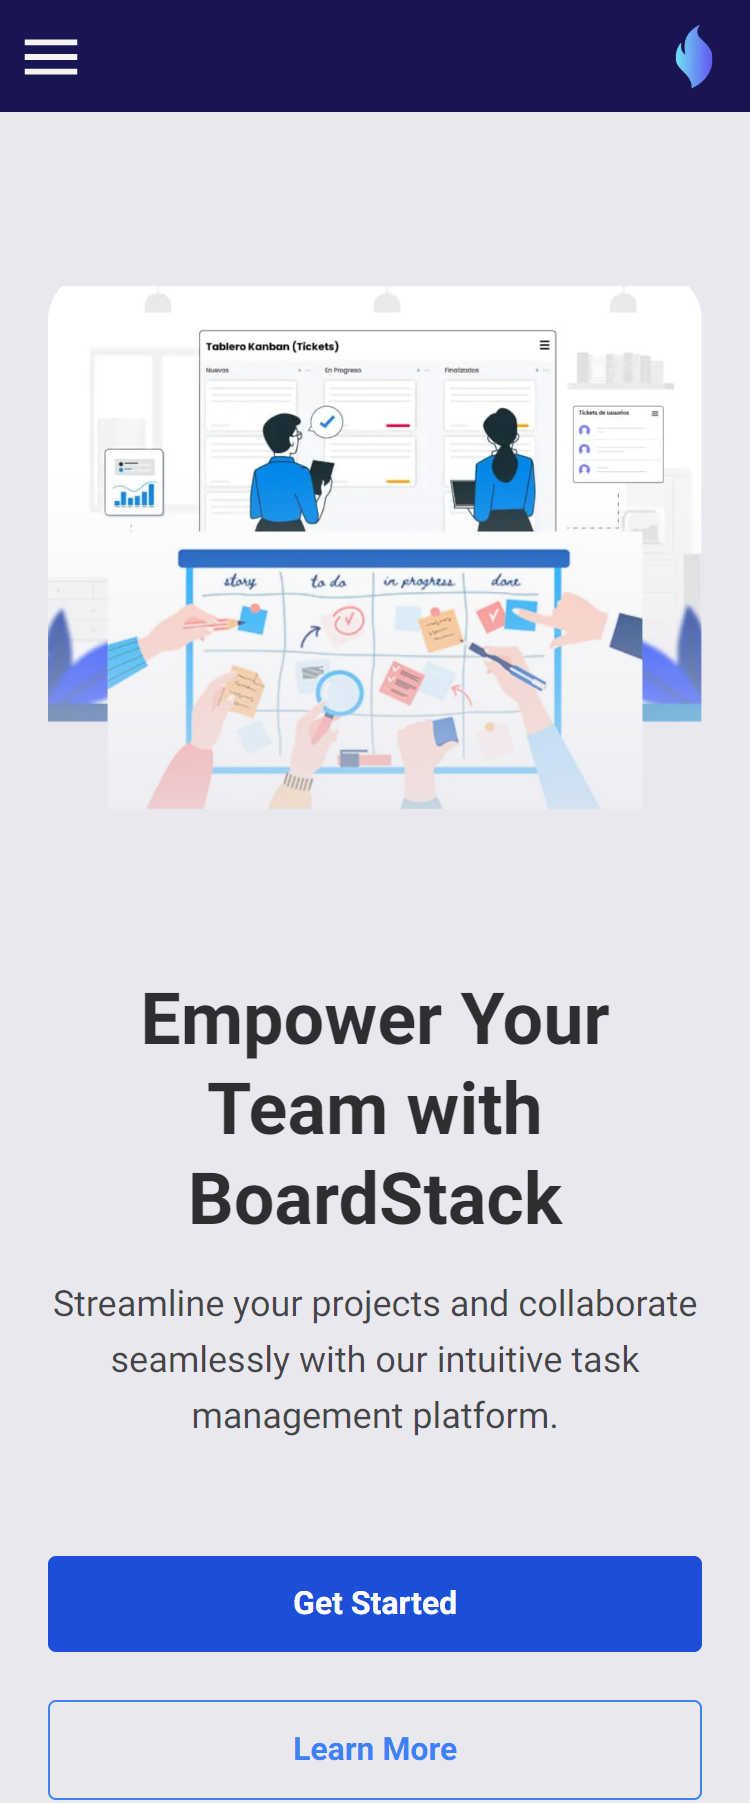 Tablero Kanban (Tickets)
Nuevas
En Progreso
Finalizados
Tickets de usuarios
story
to do
in progress
done
Empower Your
Team with
BoardStack
Streamline your projects and collaborate
seamlessly with our intuitive task
management platform.
Get Started
Learn More